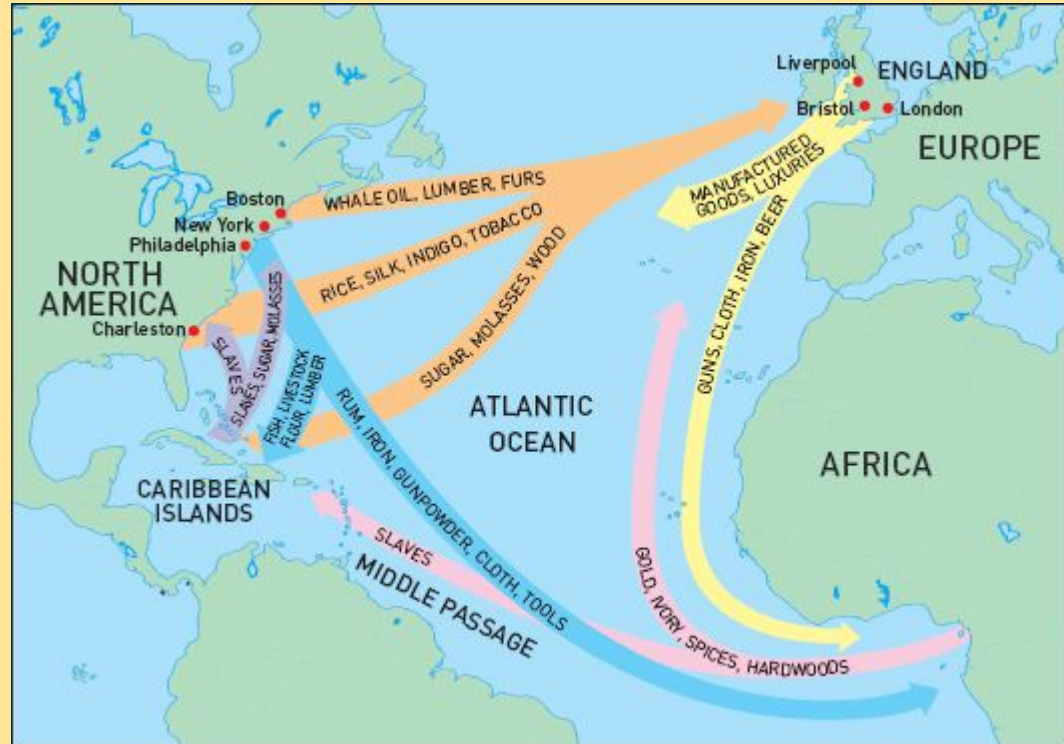 Liverpool
ENGLAND
Bristol
London
EUROPE
MANUFACTURED
GOODS, LUXURIES
WHALE OIL, LUMBER, FURS
Boston
New York
Philadelphia
RICE, SILK, INDIGO, TOBACCO
GUNS, CLOTH, IRON, BEER
NORTH
AMERICA
Charleston
SLAVES
SLAVES, SUGAR, MOLASSES
SUGAR, MOLASSES, WOOD
FISH, LIVESTOCK
FLOUR, LUMBER
RUM, IRON, GUNPOWDER, CLOTH, TOOLS
ATLANTIC
OCEAN
AFRICA
CARIBBEAN
ISLANDS
SLAVES
MIDDLE PASSAGE
GOLD, IVORY, SPICES, HARDWOODS